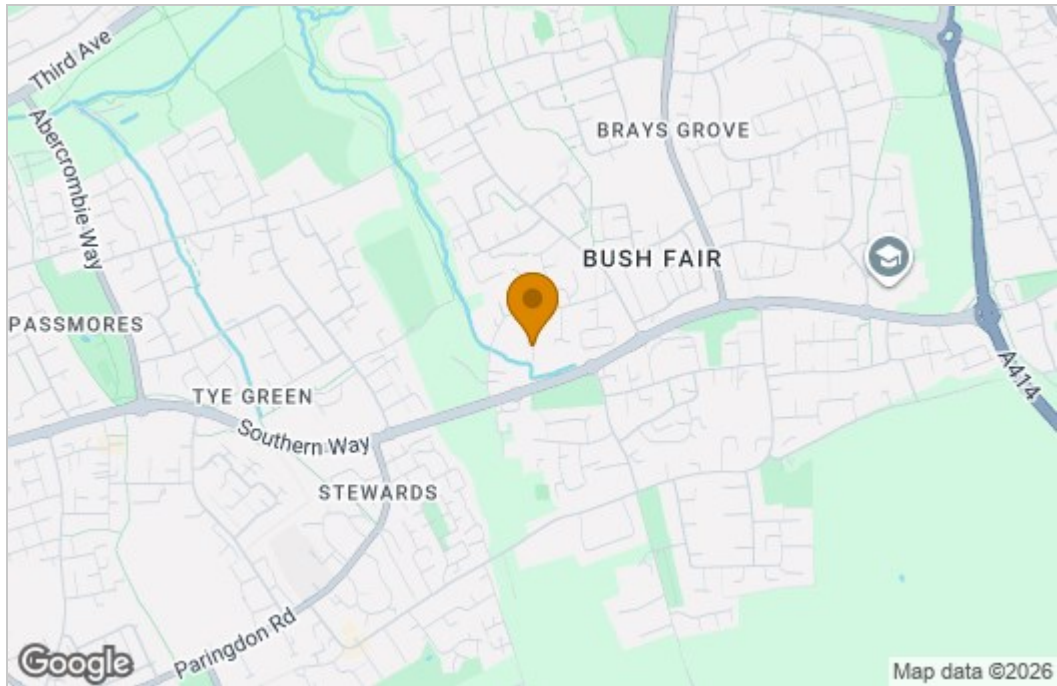 Third Ave
Abercrombie Way
BRAYS GROVE
BUSH FAIR
PASSMORES
TYE GREEN
Southern Way
A414
STEWARDS
Paringdon Rd
Google
Map data ©2026